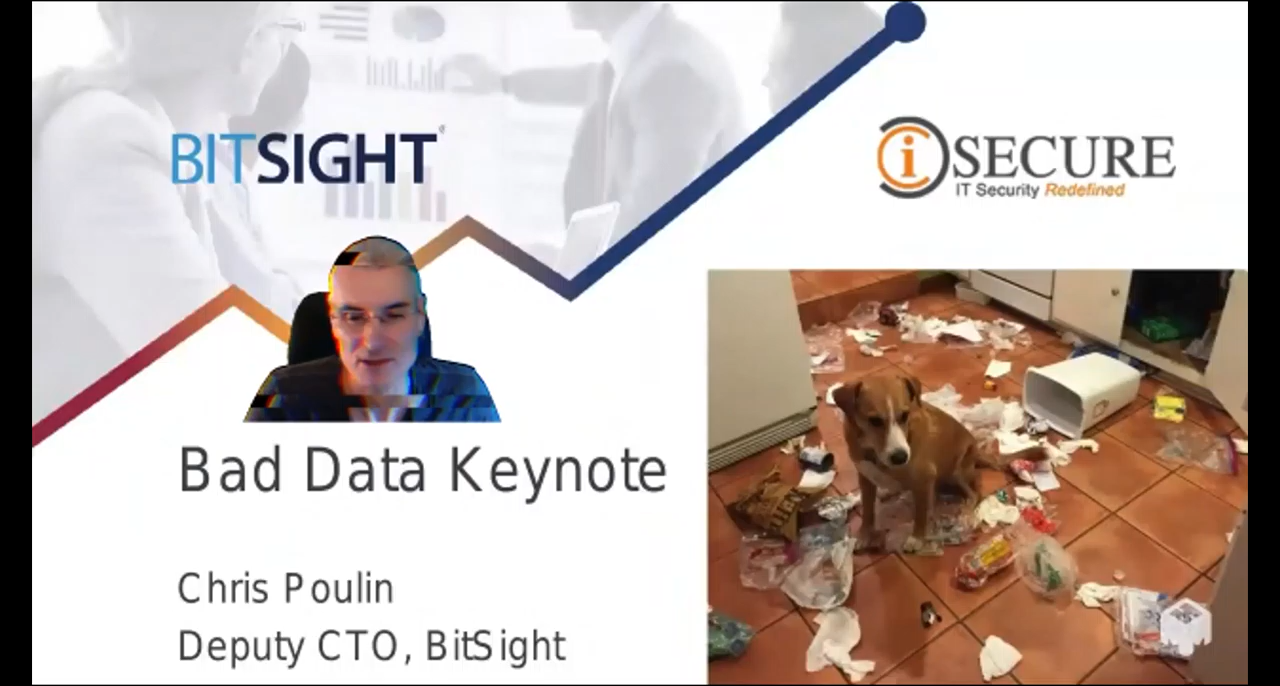 BITSIGHT
i SECURE
IT Security Redefined
Bad Data Keynote
Chris Poulin
Deputy CTO, BitSight